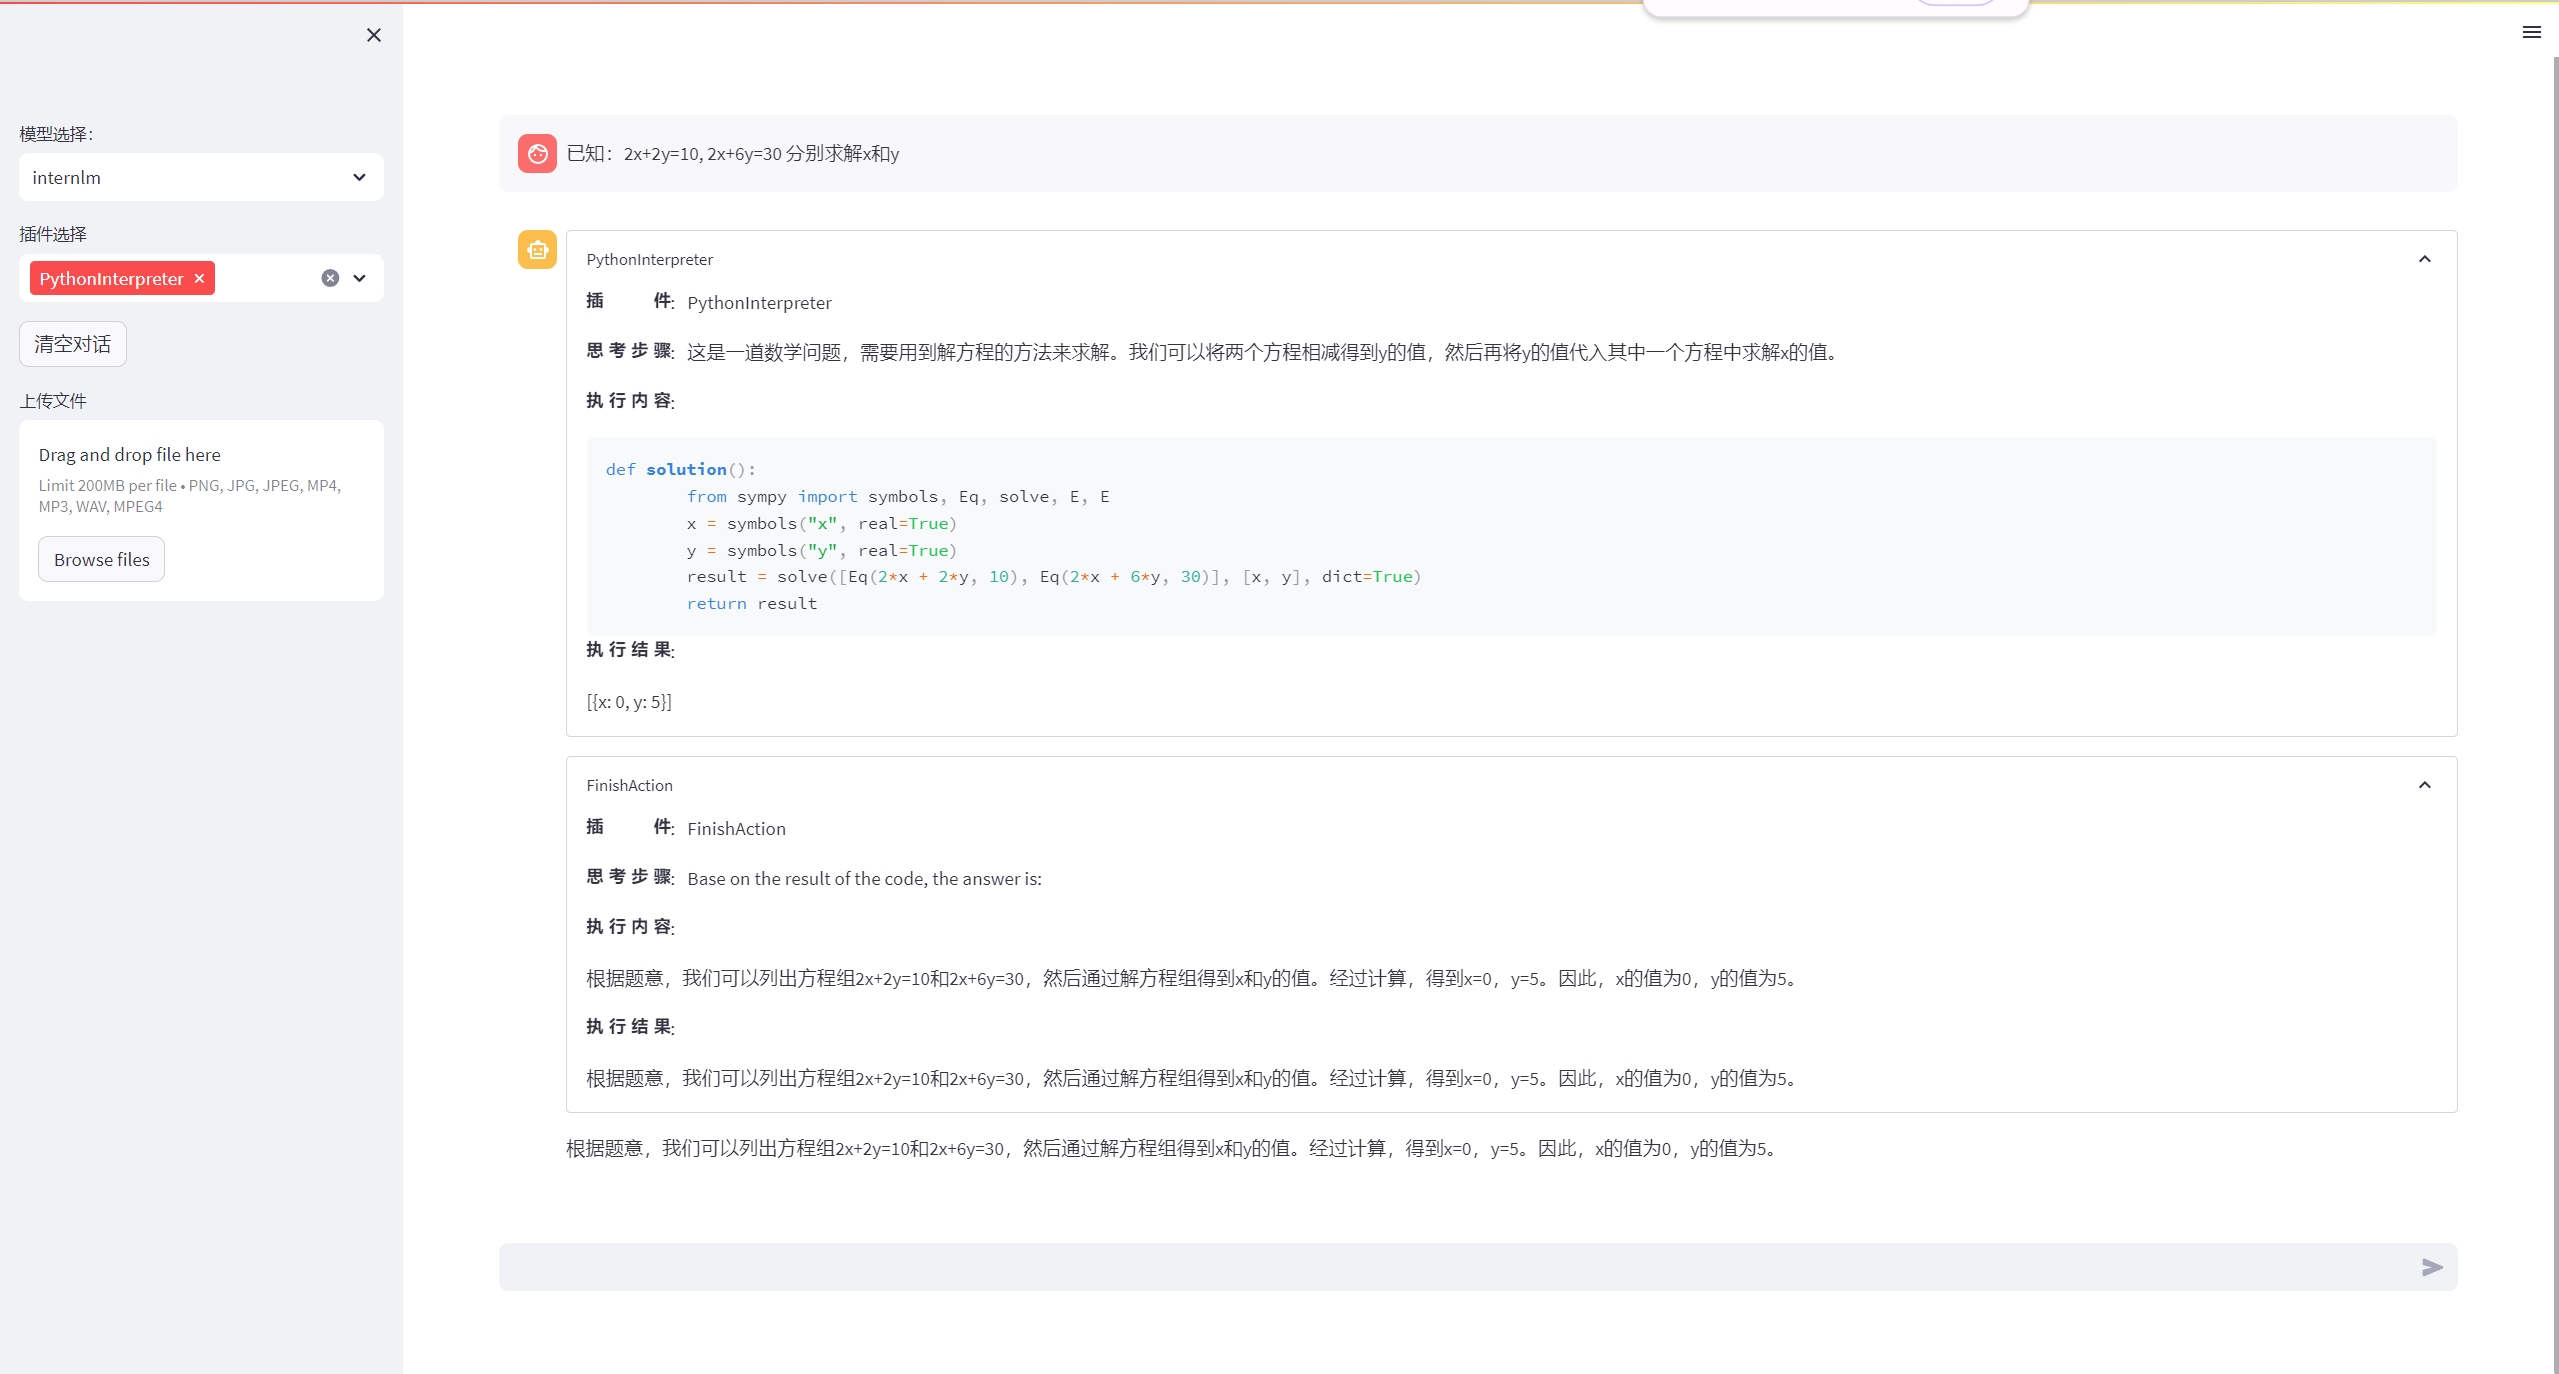 模型选择：
internlm
插件选择
PythonInterpreter
清空对话
上传文件
Drag and drop file here
Limit 200MB per file • PNG, JPG, JPEG, MP4,
MP3, WAV, MPEG4
Browse files
已知：2x+2y=10, 2x+6y=30 分别求解x和y
PythonInterpreter
插 件: PythonInterpreter
思 考 步 骤: 这是一道数学问题，需要用到解方程的方法来求解。我们可以将两个方程相减得到y的值，然后再将y的值代入其中一个方程中求解x的值。
执 行 内 容:
def solution():
        from sympy import symbols, Eq, solve, E, E
        x = symbols("x", real=True)
        y = symbols("y", real=True)
        result = solve([Eq(2*x + 2*y, 10), Eq(2*x + 6*y, 30)], [x, y], dict=True)
        return result
执 行 结 果:
[{x: 0, y: 5}]
FinishAction
插 件: FinishAction
思 考 步 骤: Base on the result of the code, the answer is:
执 行 内 容:
根据题意，我们可以列出方程组2x+2y=10和2x+6y=30，然后通过解方程组得到x和y的值。经过计算，得到x=0，y=5。因此，x的值为0，y的值为5。
执 行 结 果:
根据题意，我们可以列出方程组2x+2y=10和2x+6y=30，然后通过解方程组得到x和y的值。经过计算，得到x=0，y=5。因此，x的值为0，y的值为5。
根据题意，我们可以列出方程组2x+2y=10和2x+6y=30，然后通过解方程组得到x和y的值。经过计算，得到x=0，y=5。因此，x的值为0，y的值为5。